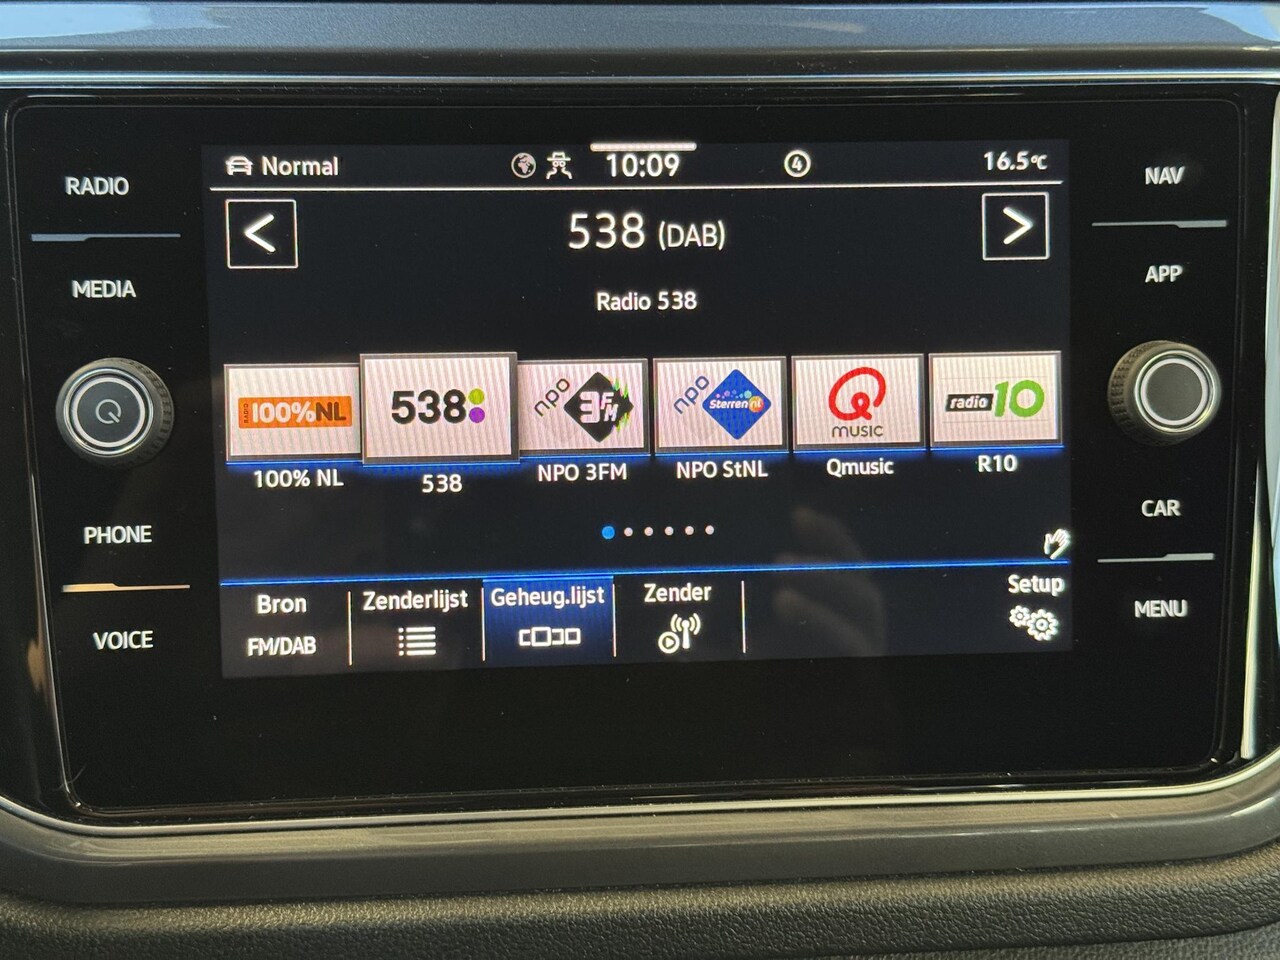 RADIO
MEDIA
PHONE
VOICE
Normal
10:09
4
16.5°C
538 (DAB)
Radio 538
RADIO 100%NL
538
npo 3FM
npo Sterren nl
Q MUSIC
radio 10
100% NL
538
NPO 3FM
NPO StNL
Qmusic
R10
Bron
FM/DAB
Zenderlijst
Geheug.lijst
Zender
Setup
NAV
APP
CAR
MENU